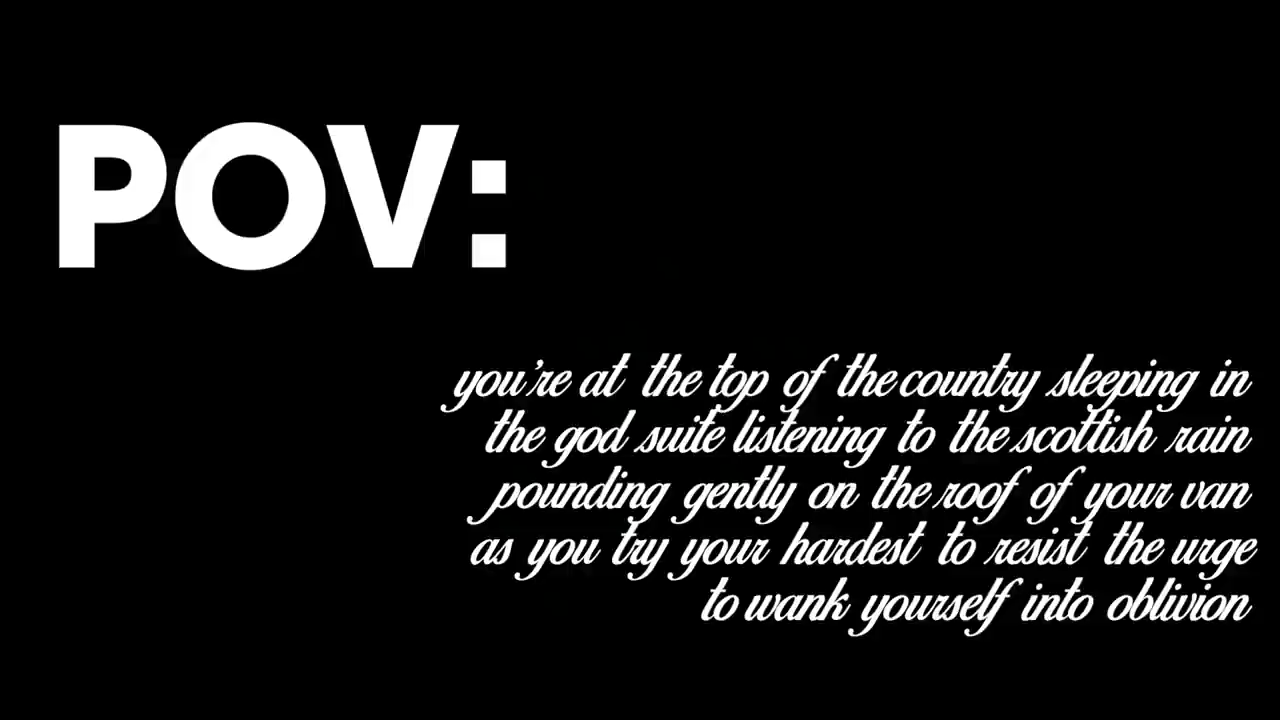 POV:
you're at the top of the country sleeping in
the god suite listening to the scottish rain
pounding gently on the roof of your van
as you try your hardest to resist the urge
to wank yourself into oblivion